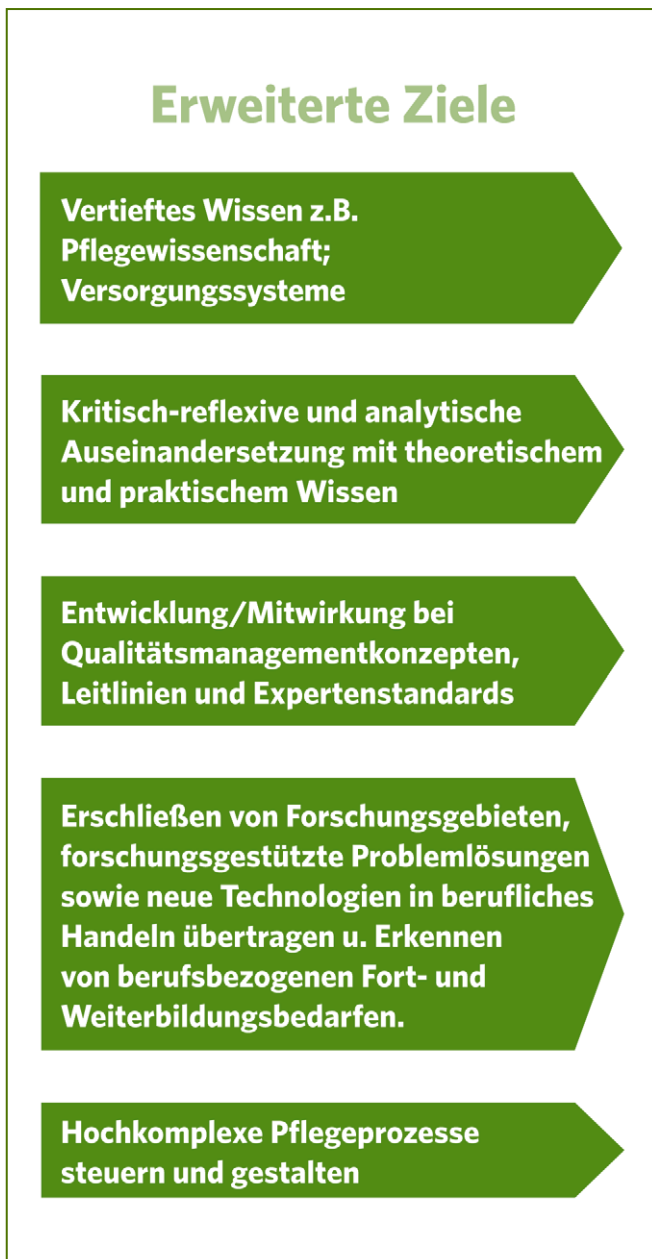 Erweiterte Ziele
Vertieftes Wissen z.B.
Pflegewissenschaft;
Versorgungssysteme
Kritisch-reflexive und analytische
Auseinandersetzung mit theoretischem
und praktischem Wissen
Entwicklung/Mitwirkung bei
Qualitätsmanagementkonzepten,
Leitlinien und Expertenstandards
Erschließen von Forschungsgebieten,
forschungsgestützte Problemlösungen
sowie neue Technologien in berufliches
Handeln übertragen u. Erkennen
von berufsbezogenen Fort- und
Weiterbildungsbedarfen.
Hochkomplexe Pflegeprozesse
steuern und gestalten